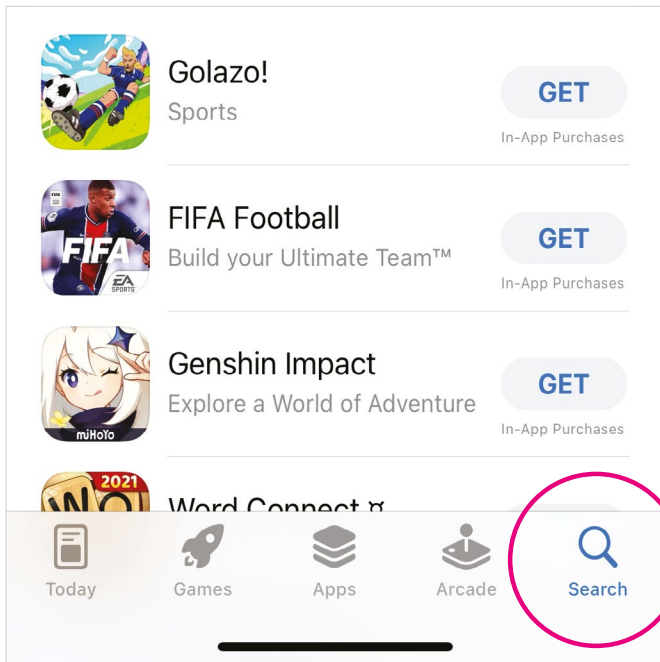 Golazo!
Sports
GET
In-App Purchases
FIFA
EA
SPORTS
FIFA Football
Build your Ultimate Team™
GET
In-App Purchases
miHoYo
Genshin Impact
Explore a World of Adventure
GET
In-App Purchases
2021
WO
Word Connect ¤
Today
Games
Apps
Arcade
Search